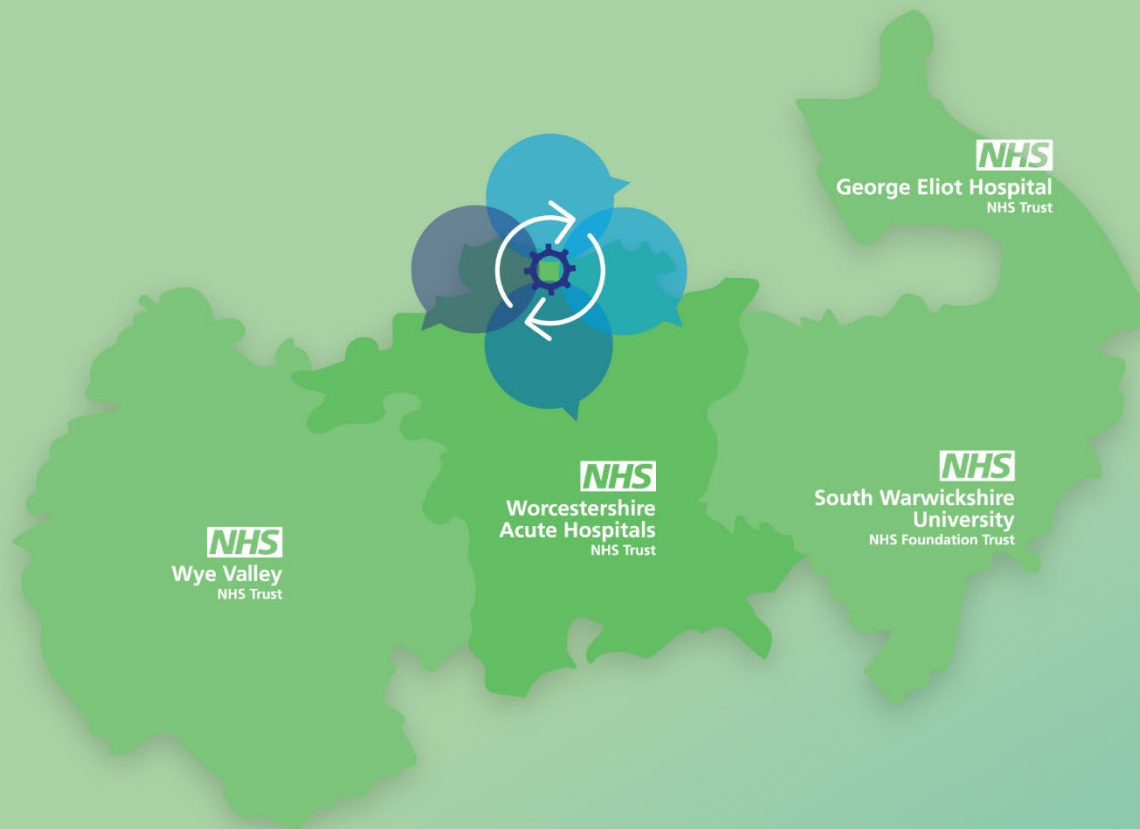 NHS
George Eliot Hospital
NHS Trust
NHS
Worcestershire
Acute Hospitals
NHS Trust
NHS
South Warwickshire
University
NHS Foundation Trust
NHS
Wye Valley
NHS Trust